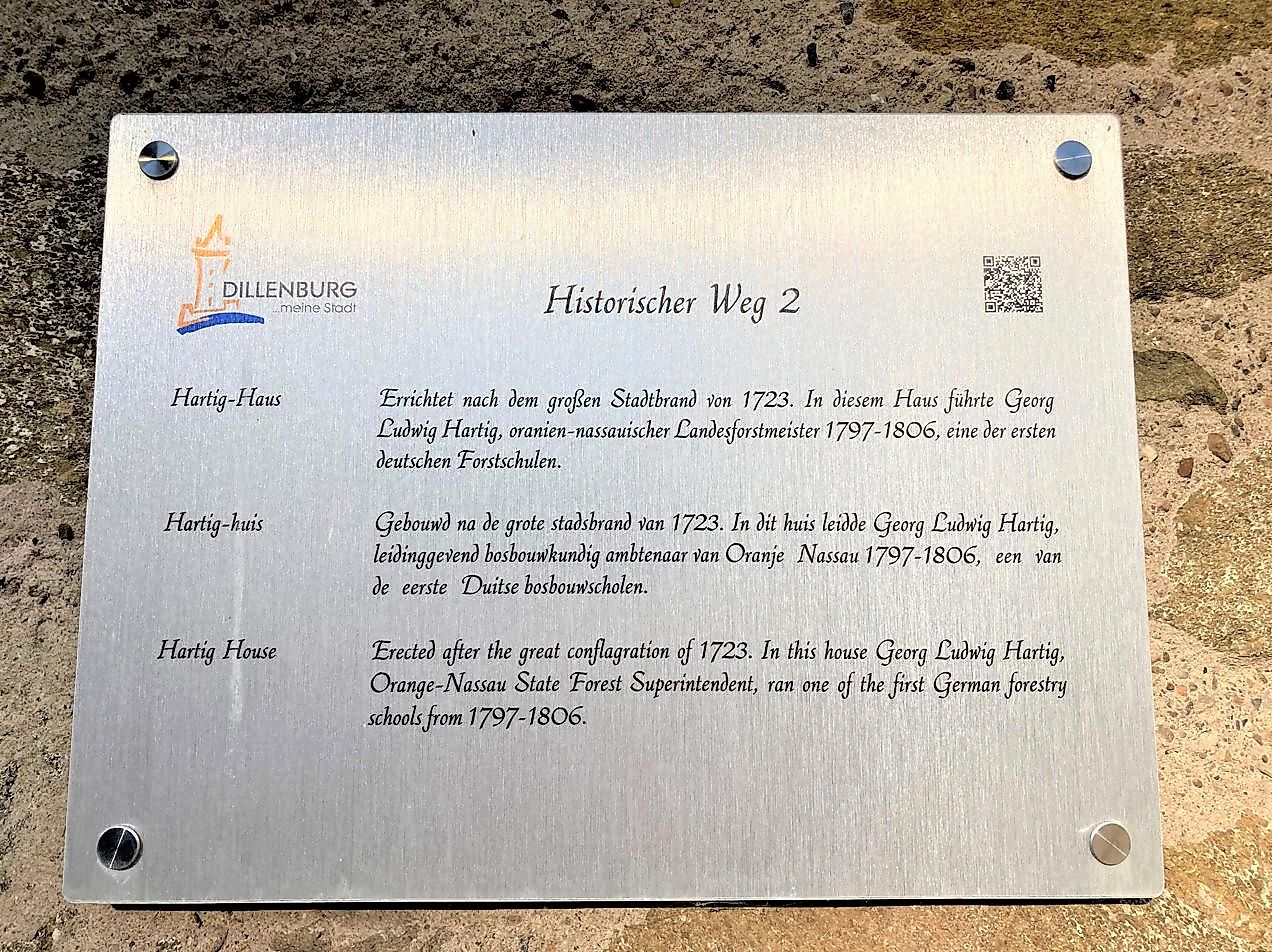 DILLENBURG
...meine Stadt
Historischer Weg 2
Hartig-Haus
Errichtet nach dem großen Stadtbrand von 1723. In diesem Haus führte Georg
Ludwig Hartig, oranien-nassauischer Landesforstmeister 1797-1806, eine der ersten
deutschen Forstschulen.
Hartig-huis
Gebouwd na de grote stadsbrand van 1723. In dit huis leidde Georg Ludwig Hartig,
leidinggevend bosbouwkundig ambtenaar van Oranje Nassau 1797-1806, een van
de eerste Duitse bosbouwscholen.
Hartig House
Erected after the great conflagration of 1723. In this house Georg Ludwig Hartig,
Orange-Nassau State Forest Superintendent, ran one of the first German forestry
schools from 1797-1806.